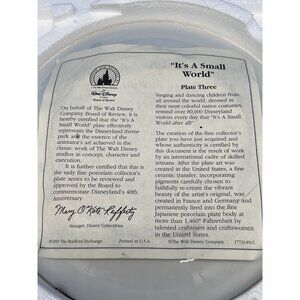 WALT DISNEY
Board of Review
On behalf of The Walt Disney
Company Board of Review, it is
hereby certified that the "It's A
Small World" plate effectively
represents the Disneyland theme
park and the essence of the
animator's art achieved in the
classic work of The Walt Disney
studios in concept, character and
execution.
It is further certified that this is
the only fine porcelain collector's
plate series to be reviewed and
approved by the Board to
commemorate Disneyland's 40th
Anniversary.
Mary O'Kate Rafferty
Manager, Disney Collectibles
©1995 The Bradford Exchange
"It's A Small
World"
Plate Three
Singing and dancing children from
all around the world, dressed in
their most colorful native costumes,
remind over 80,000 Disneyland
visitors every day that "It's A Small
World after all!"
The creation of the fine collector's
plate you have just acquired and
whose authenticity is certified by
this document is the result of work
by an international cadre of skilled
artisans. After the plate art was
created in the United States, a fine
ceramic transfer, incorporating
pigments carefully chosen to
faithfully re-create the vibrant
beauty of the artist's original, was
created in France and Germany and
permanently fired into the fine
Japanese porcelain plate body at
more than 1,460° Fahrenheit by
talented craftsmen and craftswomen
in the United States.
Printed in U.S.A.
©The Walt Disney Company